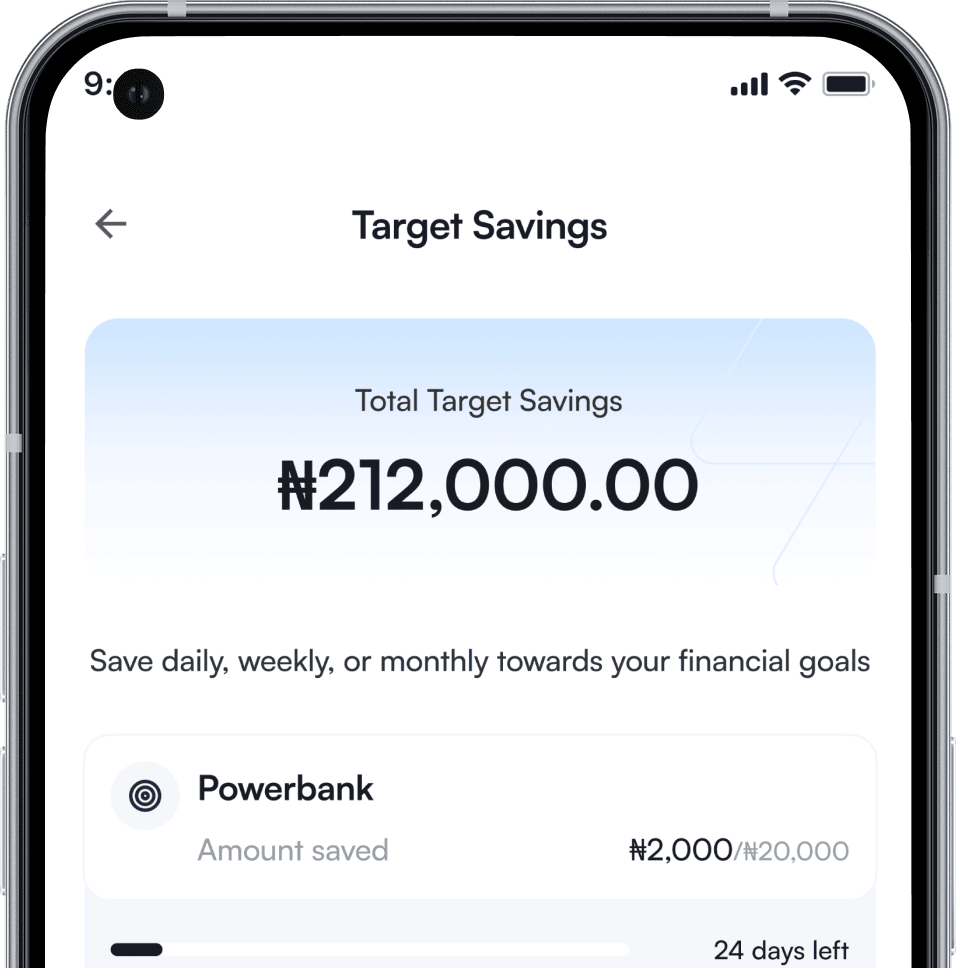 9:
Target Savings
Total Target Savings
₦212,000.00
Save daily, weekly, or monthly towards your financial goals
Powerbank
Amount saved
₦2,000/₦20,000
24 days left